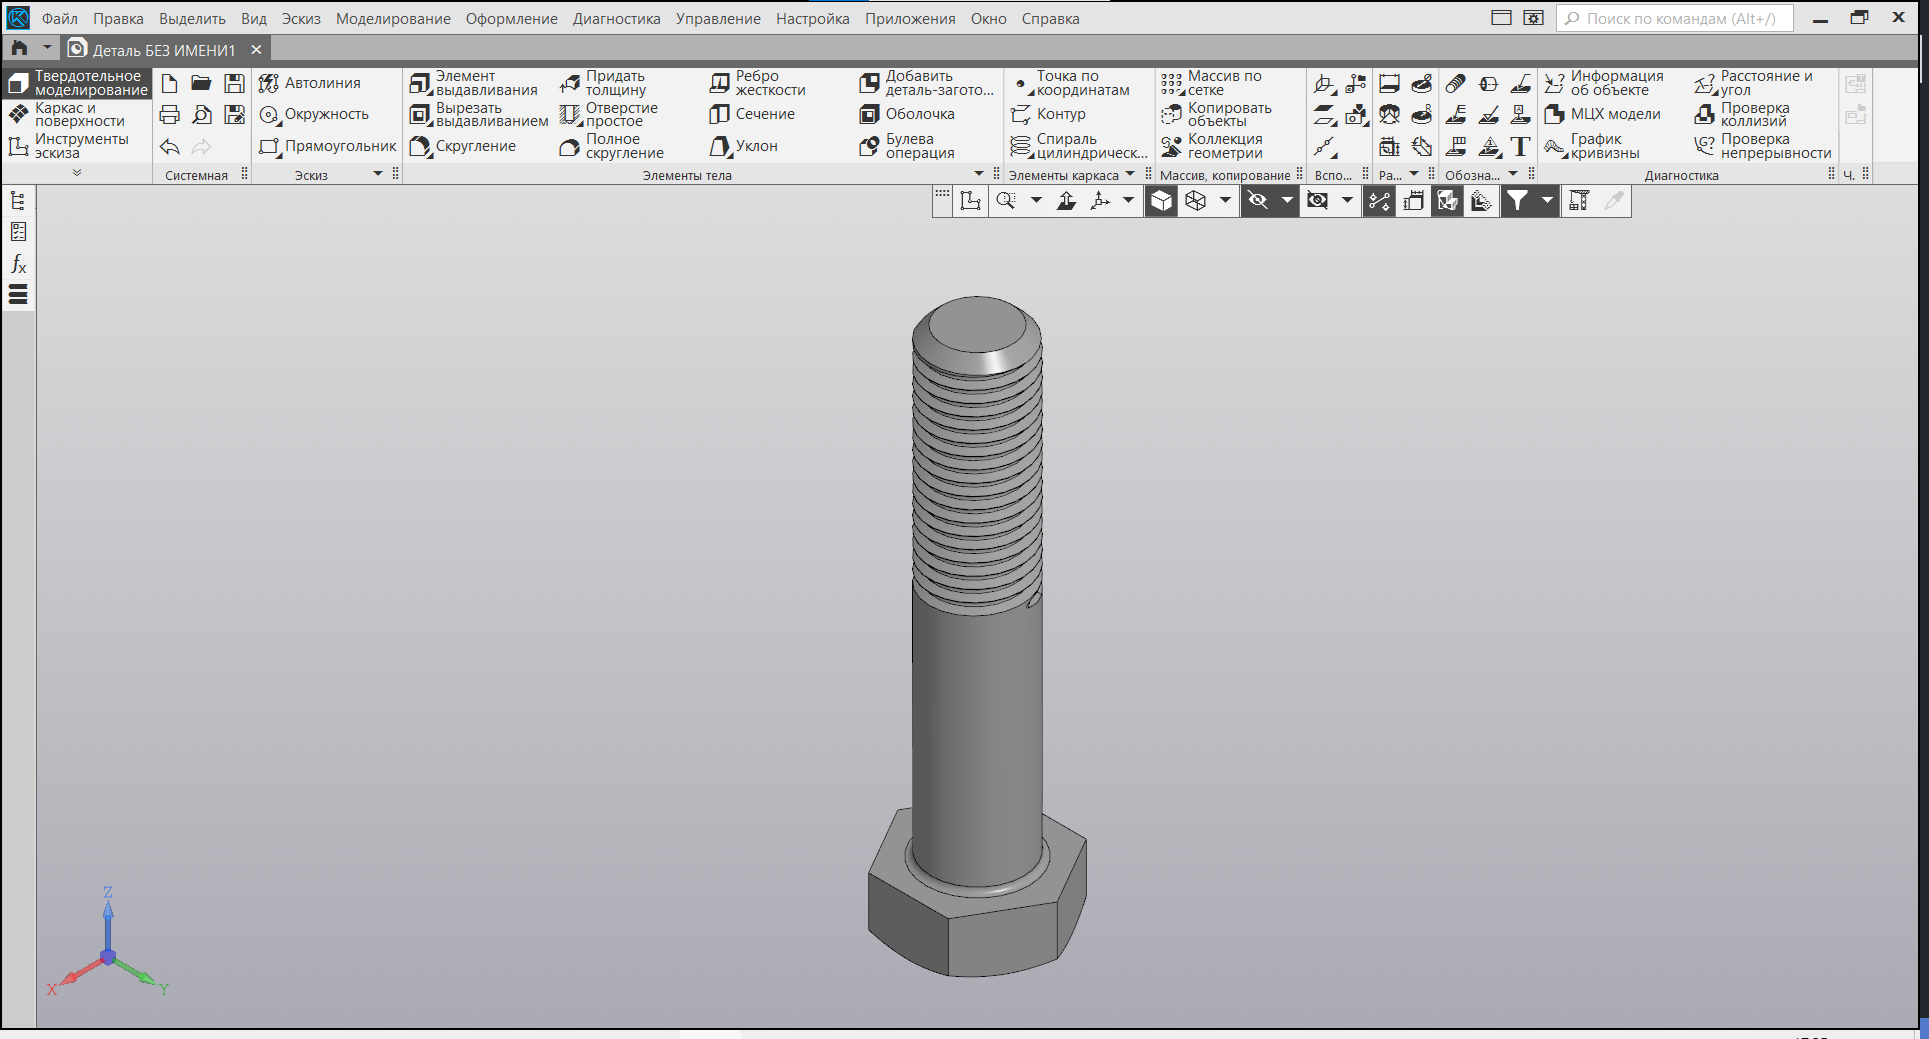 Файл Правка Выделить Вид Эскиз Моделирование Оформление Диагностика Управление Настройка Приложения Окно Справка Поиск по командам (Alt+/)
Деталь БЕЗ ИМЕНИ1
Твердотельное моделирование
Каркас и поверхности
Инструменты эскиза
Системная
Автолиния
Окружность
Прямоугольник
Эскиз
Элемент выдавливания
Вырезать выдавливанием
Скругление
Придать толщину
Отверстие простое
Полное скругление
Ребро жесткости
Сечение
Уклон
Добавить деталь-загото...
Оболочка
Булева операция
Элементы тела
Точка по координатам
Контур
Спираль цилиндрическ...
Элементы каркаса
Массив по сетке
Копировать объекты
Коллекция геометрии
Массив, копирование
Вспо...
Ра...
Обозна...
Информация об объекте
МЦХ модели
График кривизны
Расстояние и угол
Проверка коллизий
Проверка непрерывности
Диагностика
Ч.
fx
Z
X
Y